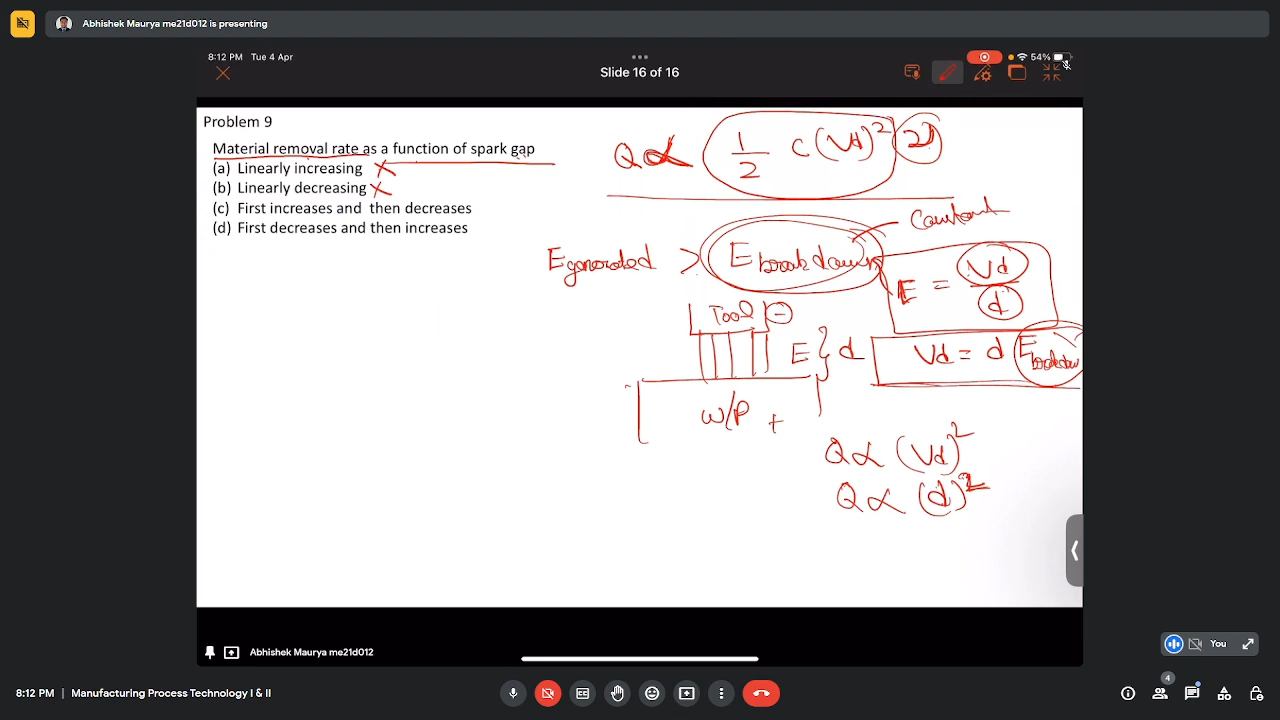 Abhishek Maurya me21d012 is presenting
8:12 PM Tue 4 Apr
54%
Slide 16 of 16
Problem 9
Material removal rate as a function of spark gap
(a) Linearly increasing
(b) Linearly decreasing
(c) First increases and then decreases
(d) First decreases and then increases
Q ∝ 1/2 C (Vd)²
Constant
E generated > E breakdown
E = Vd/d
Tool −
E } d
Vd = d E breakdown
W/P +
Q ∝ (Vd)²
Q ∝ (d)²
Abhishek Maurya me21d012
You
8:12 PM | Manufacturing Process Technology I & II
4